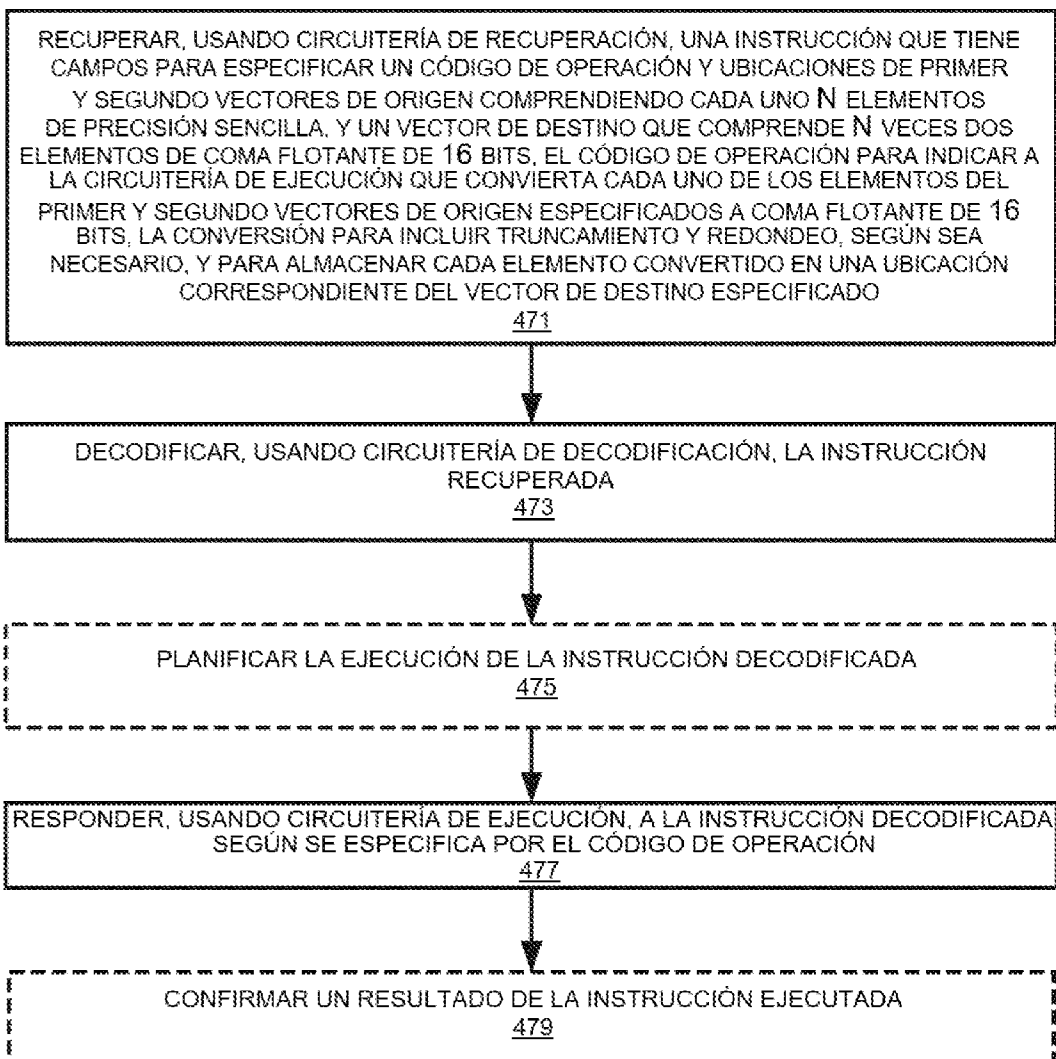 RECUPERAR, USANDO CIRCUITERÍA DE RECUPERACIÓN, UNA INSTRUCCIÓN QUE TIENE
CAMPOS PARA ESPECIFICAR UN CÓDIGO DE OPERACIÓN Y UBICACIONES DE PRIMER
Y SEGUNDO VECTORES DE ORIGEN COMPRENDIENDO CADA UNO N ELEMENTOS
DE PRECISIÓN SENCILLA, Y UN VECTOR DE DESTINO QUE COMPRENDE N VECES DOS
ELEMENTOS DE COMA FLOTANTE DE 16 BITS, EL CÓDIGO DE OPERACIÓN PARA INDICAR A
LA CIRCUITERÍA DE EJECUCIÓN QUE CONVIERTA CADA UNO DE LOS ELEMENTOS DEL
PRIMER Y SEGUNDO VECTORES DE ORIGEN ESPECIFICADOS A COMA FLOTANTE DE 16
BITS, LA CONVERSIÓN PARA INCLUIR TRUNCAMIENTO Y REDONDEO, SEGÚN SEA
NECESARIO, Y PARA ALMACENAR CADA ELEMENTO CONVERTIDO EN UNA UBICACIÓN
CORRESPONDIENTE DEL VECTOR DE DESTINO ESPECIFICADO
471
DECODIFICAR, USANDO CIRCUITERÍA DE DECODIFICACIÓN, LA INSTRUCCIÓN
RECUPERADA
473
PLANIFICAR LA EJECUCIÓN DE LA INSTRUCCIÓN DECODIFICADA
475
RESPONDER, USANDO CIRCUITERÍA DE EJECUCIÓN, A LA INSTRUCCIÓN DECODIFICADA
SEGÚN SE ESPECIFICA POR EL CÓDIGO DE OPERACIÓN
477
CONFIRMAR UN RESULTADO DE LA INSTRUCCIÓN EJECUTADA
479